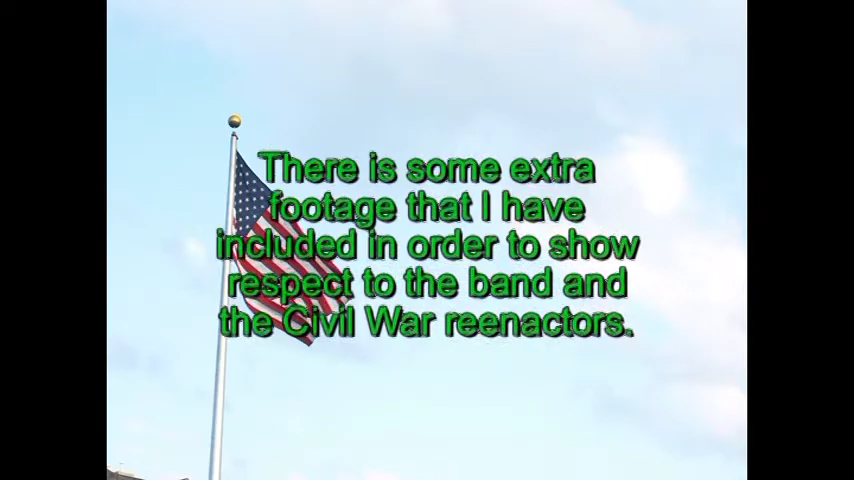 There is some extra
footage that I have
included in order to show
respect to the band and
the Civil War reenactors.